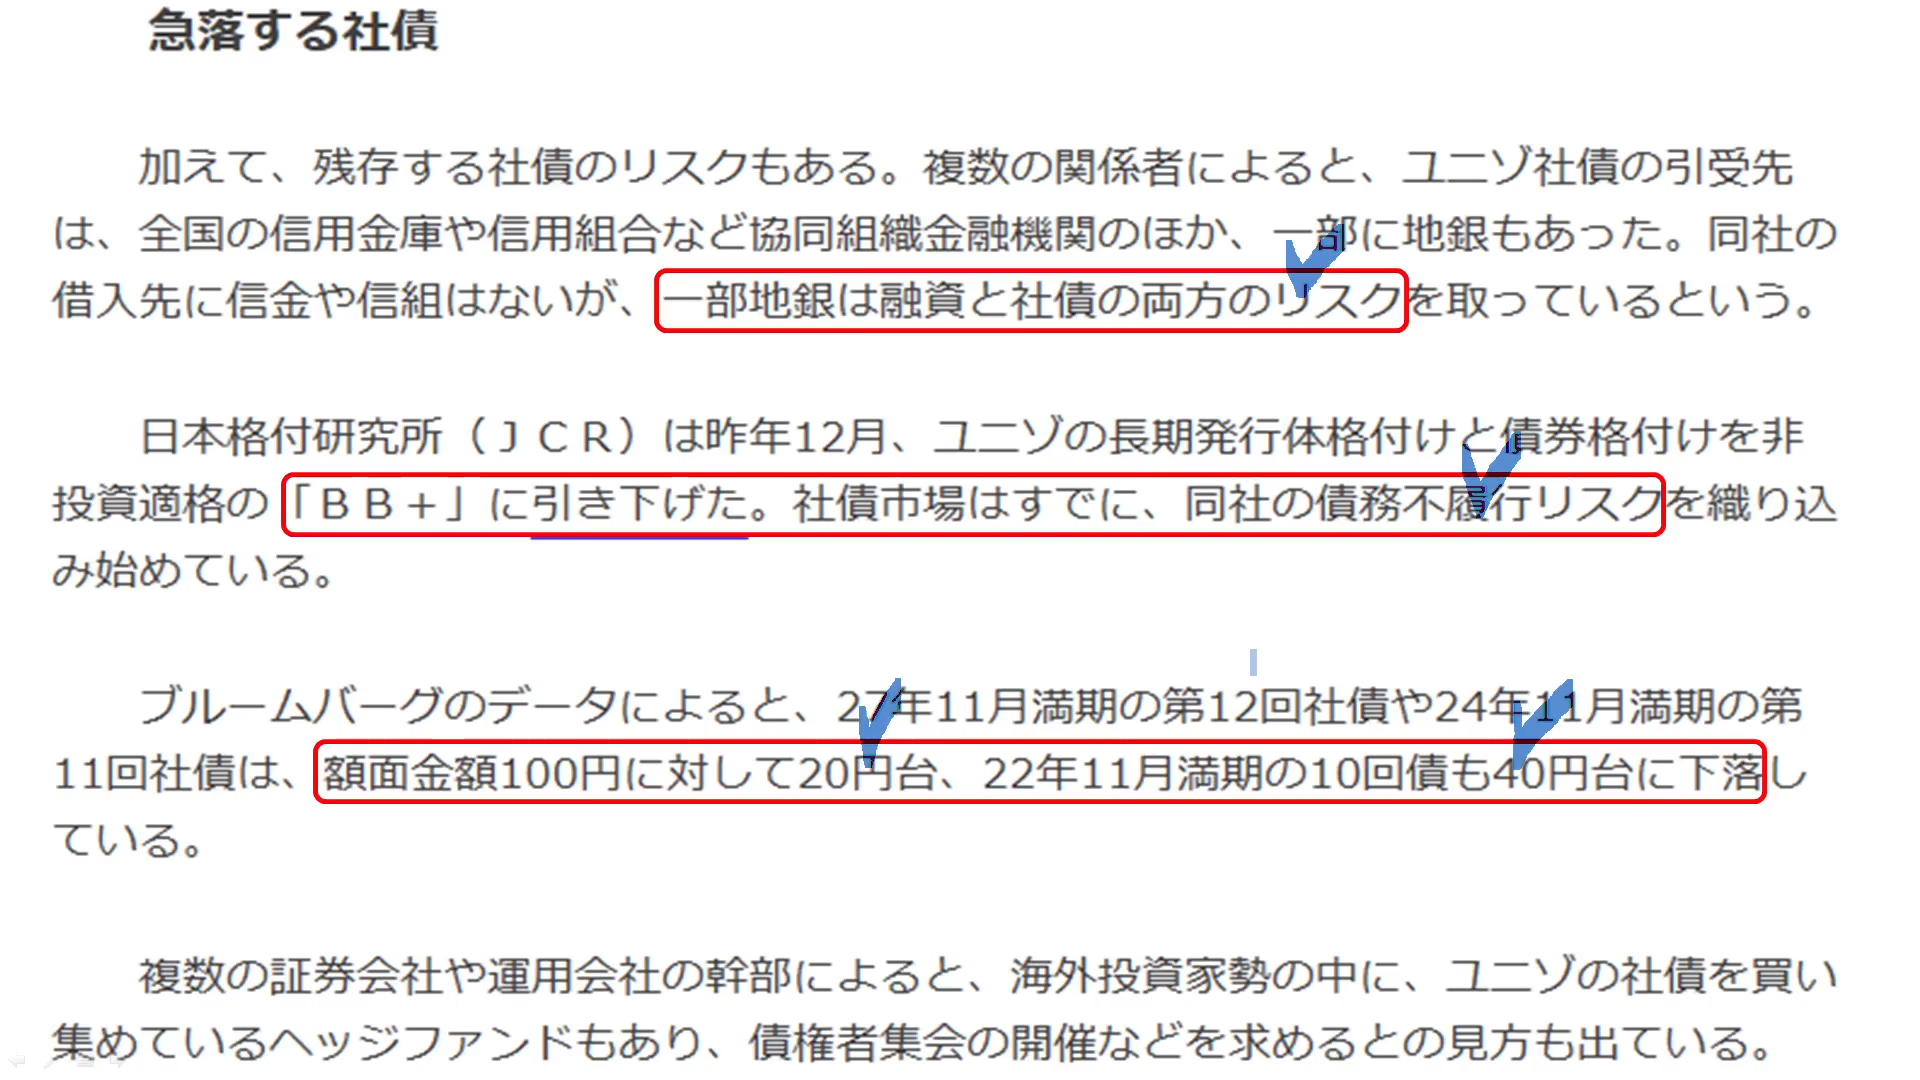 急落する社債
加えて、残存する社債のリスクもある。複数の関係者によると、ユニゾ社債の引受先
は、全国の信用金庫や信用組合など協同組織金融機関のほか、一部に地銀もあった。同社の
借入先に信金や信組はないが、一部地銀は融資と社債の両方のリスクを取っているという。
日本格付研究所（ＪＣＲ）は昨年12月、ユニゾの長期発行体格付けと債券格付けを非
投資適格の「ＢＢ＋」に引き下げた。社債市場はすでに、同社の債務不履行リスクを織り込
み始めている。
ブルームバーグのデータによると、27年11月満期の第12回社債や24年11月満期の第
11回社債は、額面金額100円に対して20円台、22年11月満期の10回債も40円台に下落し
ている。
複数の証券会社や運用会社の幹部によると、海外投資家勢の中に、ユニゾの社債を買い
集めているヘッジファンドもあり、債権者集会の開催などを求めるとの見方も出ている。